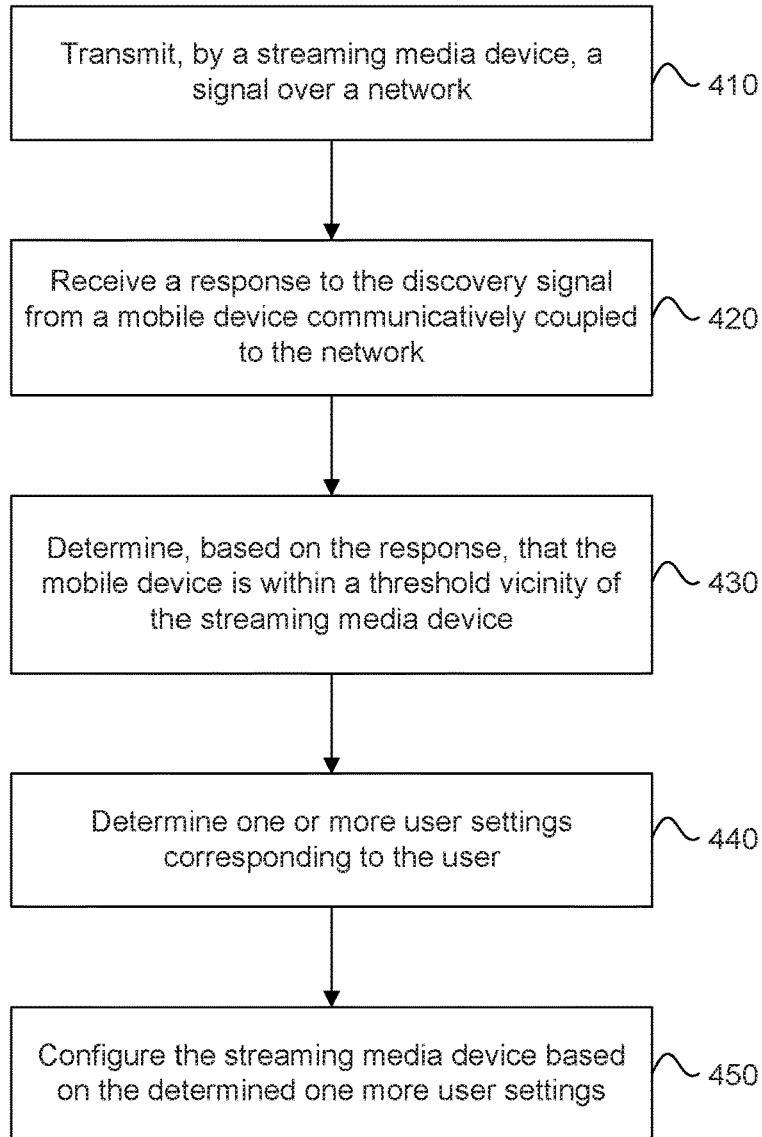 Transmit, by a streaming media device, a
signal over a network
410
Receive a response to the discovery signal
from a mobile device communicatively coupled
to the network
420
Determine, based on the response, that the
mobile device is within a threshold vicinity of
the streaming media device
430
Determine one or more user settings
corresponding to the user
440
Configure the streaming media device based
on the determined one more user settings
450